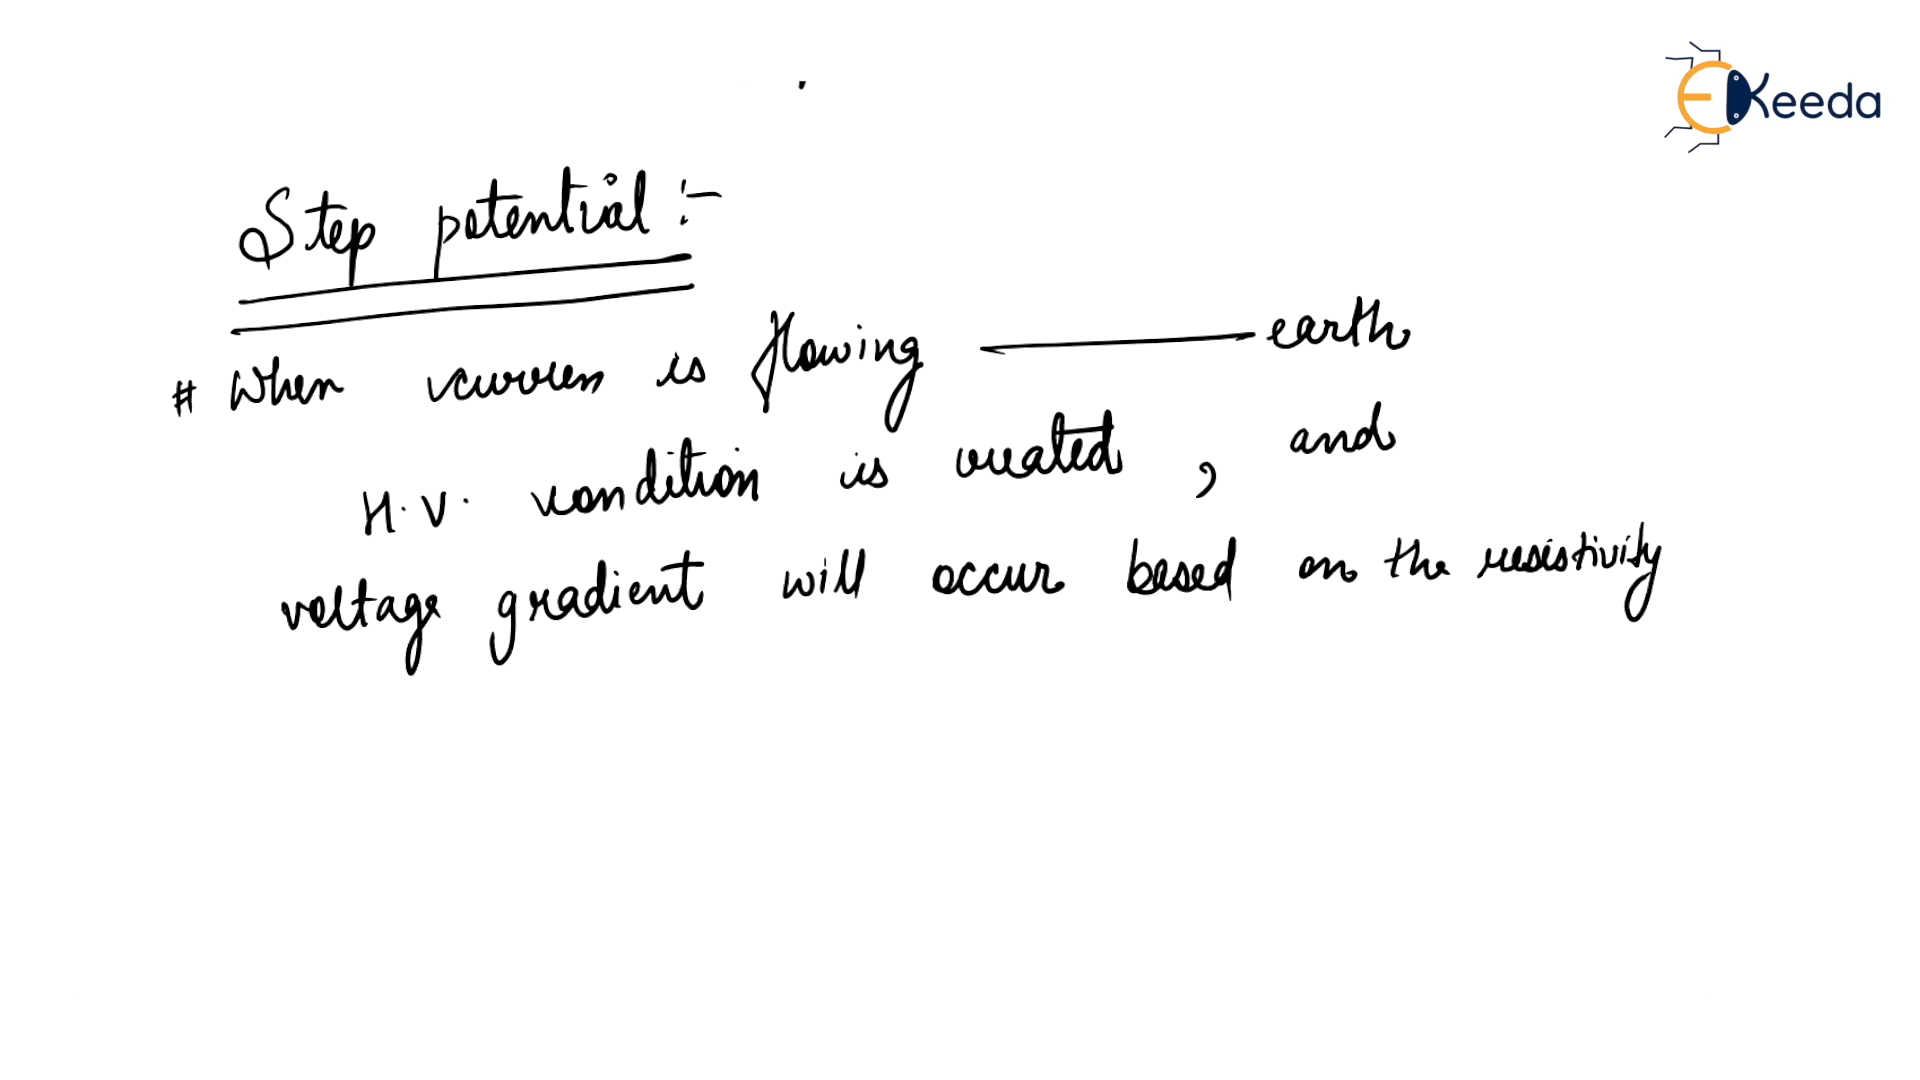 EKeeda
Step potential :-
# When curren is flowing ——— earth
H.V. condition is created , and
voltage gradient will occur based on the resistivity